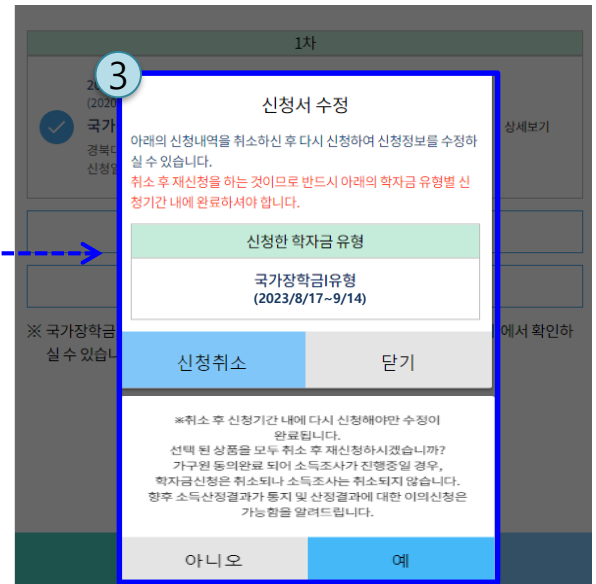 1차
3
(2020
국가
상세보기
경북대
신청일
신청서 수정
아래의 신청내역을 취소하신 후 다시 신청하여 신청정보를 수정하
실 수 있습니다.
취소 후 재신청을 하는 것이므로 반드시 아래의 학자금 유형별 신
청기간 내에 완료하셔야 합니다.
신청한 학자금 유형
국가장학금Ⅰ유형
(2023/8/17~9/14)
※ 국가장학금
에서 확인하
실 수 있습니
신청취소
닫기
※취소 후 신청기간 내에 다시 신청해야만 수정이
완료됩니다.
선택 된 상품을 모두 취소 후 재신청하시겠습니까?
가구원 동의완료 되어 소득조사가 진행중일 경우,
학자금신청은 취소되나 소득조사는 취소되지 않습니다.
향후 소득산정결과가 통지 및 산정결과에 대한 이의신청은
가능함을 알려드립니다.
아니오
예